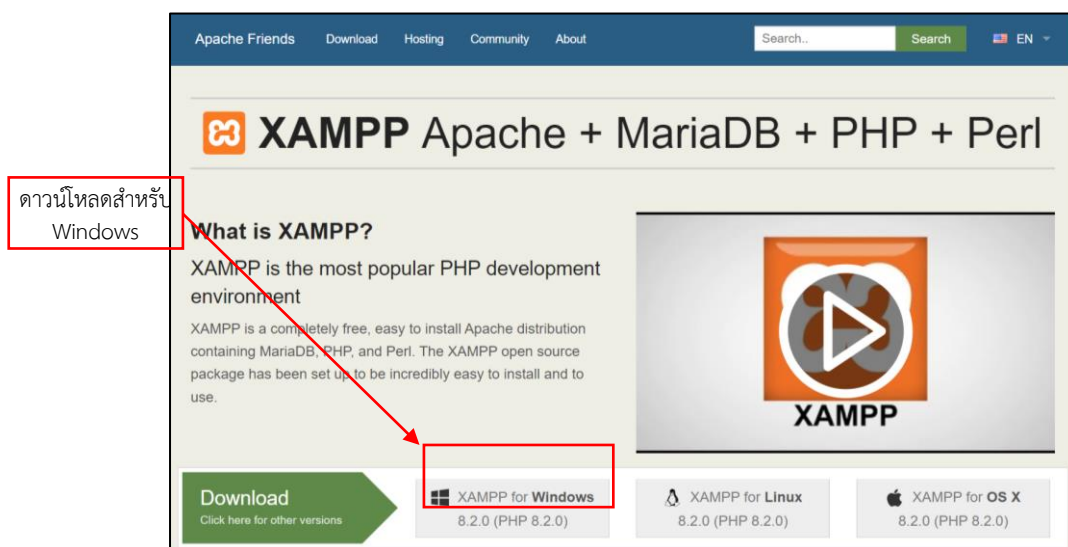 Apache Friends Download Hosting Community About Search.. Search EN
XAMPP Apache + MariaDB + PHP + Perl
ดาวน์โหลดสำหรับ
Windows
What is XAMPP?
XAMPP is the most popular PHP development
environment
XAMPP is a completely free, easy to install Apache distribution
containing MariaDB, PHP, and Perl. The XAMPP open source
package has been set up to be incredibly easy to install and to
use.
XAMPP
Download
Click here for other versions
XAMPP for Windows
8.2.0 (PHP 8.2.0)
XAMPP for Linux
8.2.0 (PHP 8.2.0)
XAMPP for OS X
8.2.0 (PHP 8.2.0)